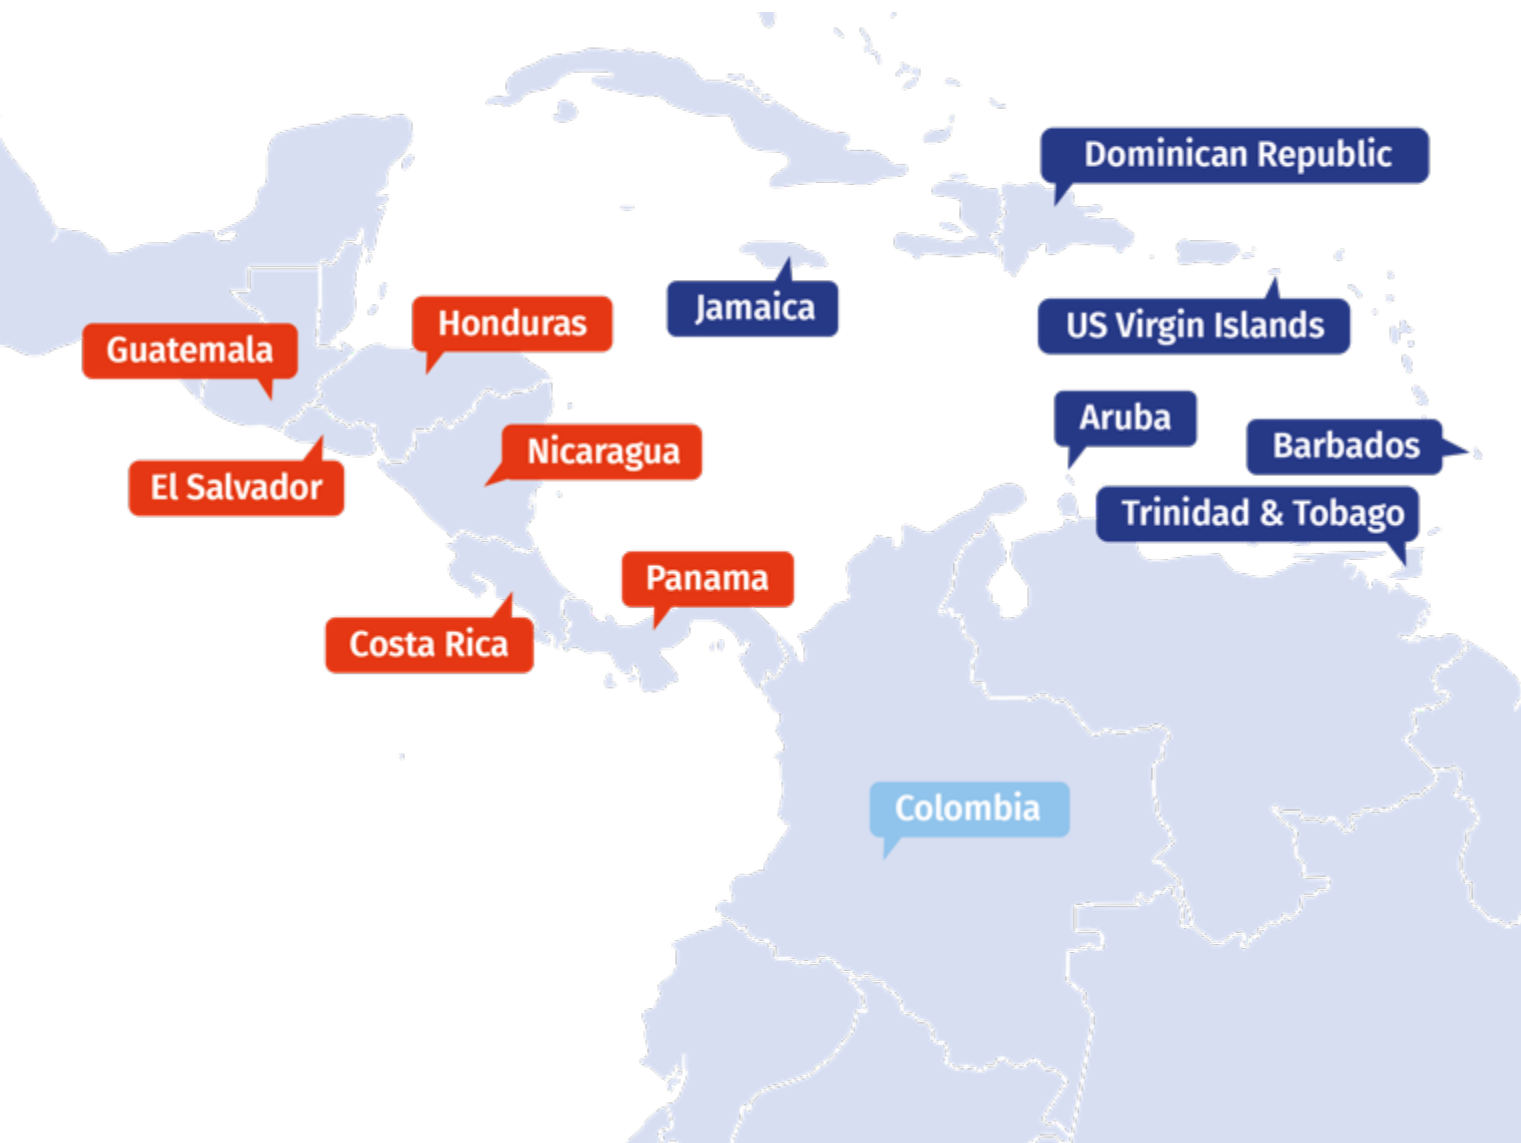 Dominican Republic
Jamaica
Honduras
US Virgin Islands
Guatemala
Aruba
Nicaragua
Barbados
El Salvador
Trinidad & Tobago
Panama
Costa Rica
Colombia